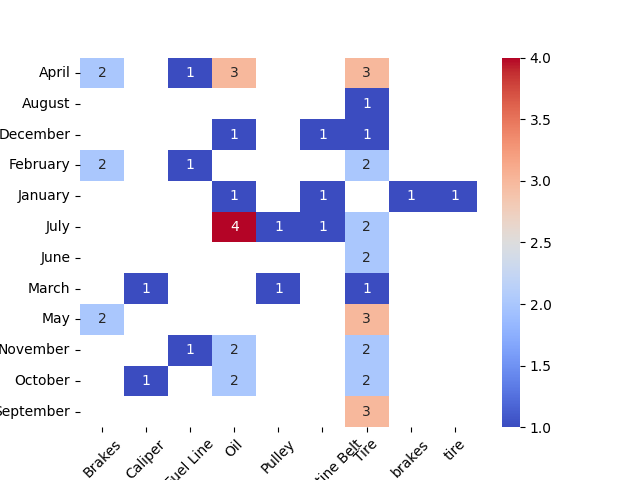 April 2 1 3 3 4.0
August 1
3.5
December 1 1 1
February 2 1 2 3.0
January 1 1 1 1
July 4 1 1 2 2.5
June 2
March 1 1 1 2.0
May 2 3
November 1 2 2 1.5
October 1 2 2
September 3 1.0
Brakes Caliper Fuel Line Oil Pulley tine Belt Tire brakes tire